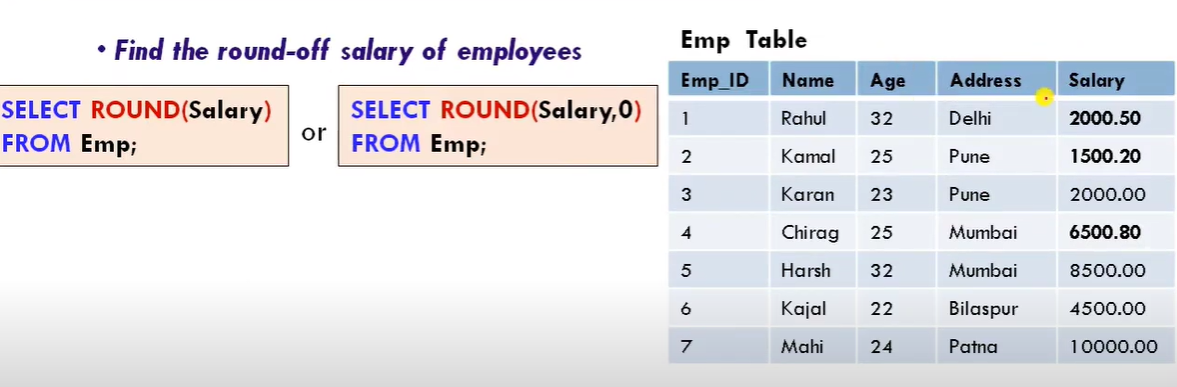 • Find the round-off salary of employees
SELECT ROUND(Salary)
FROM Emp;
or
SELECT ROUND(Salary,0)
FROM Emp;
Emp Table
Emp_ID Name Age Address Salary
1 Rahul 32 Delhi 2000.50
2 Kamal 25 Pune 1500.20
3 Karan 23 Pune 2000.00
4 Chirag 25 Mumbai 6500.80
5 Harsh 32 Mumbai 8500.00
6 Kajal 22 Bilaspur 4500.00
7 Mahi 24 Patna 10000.00